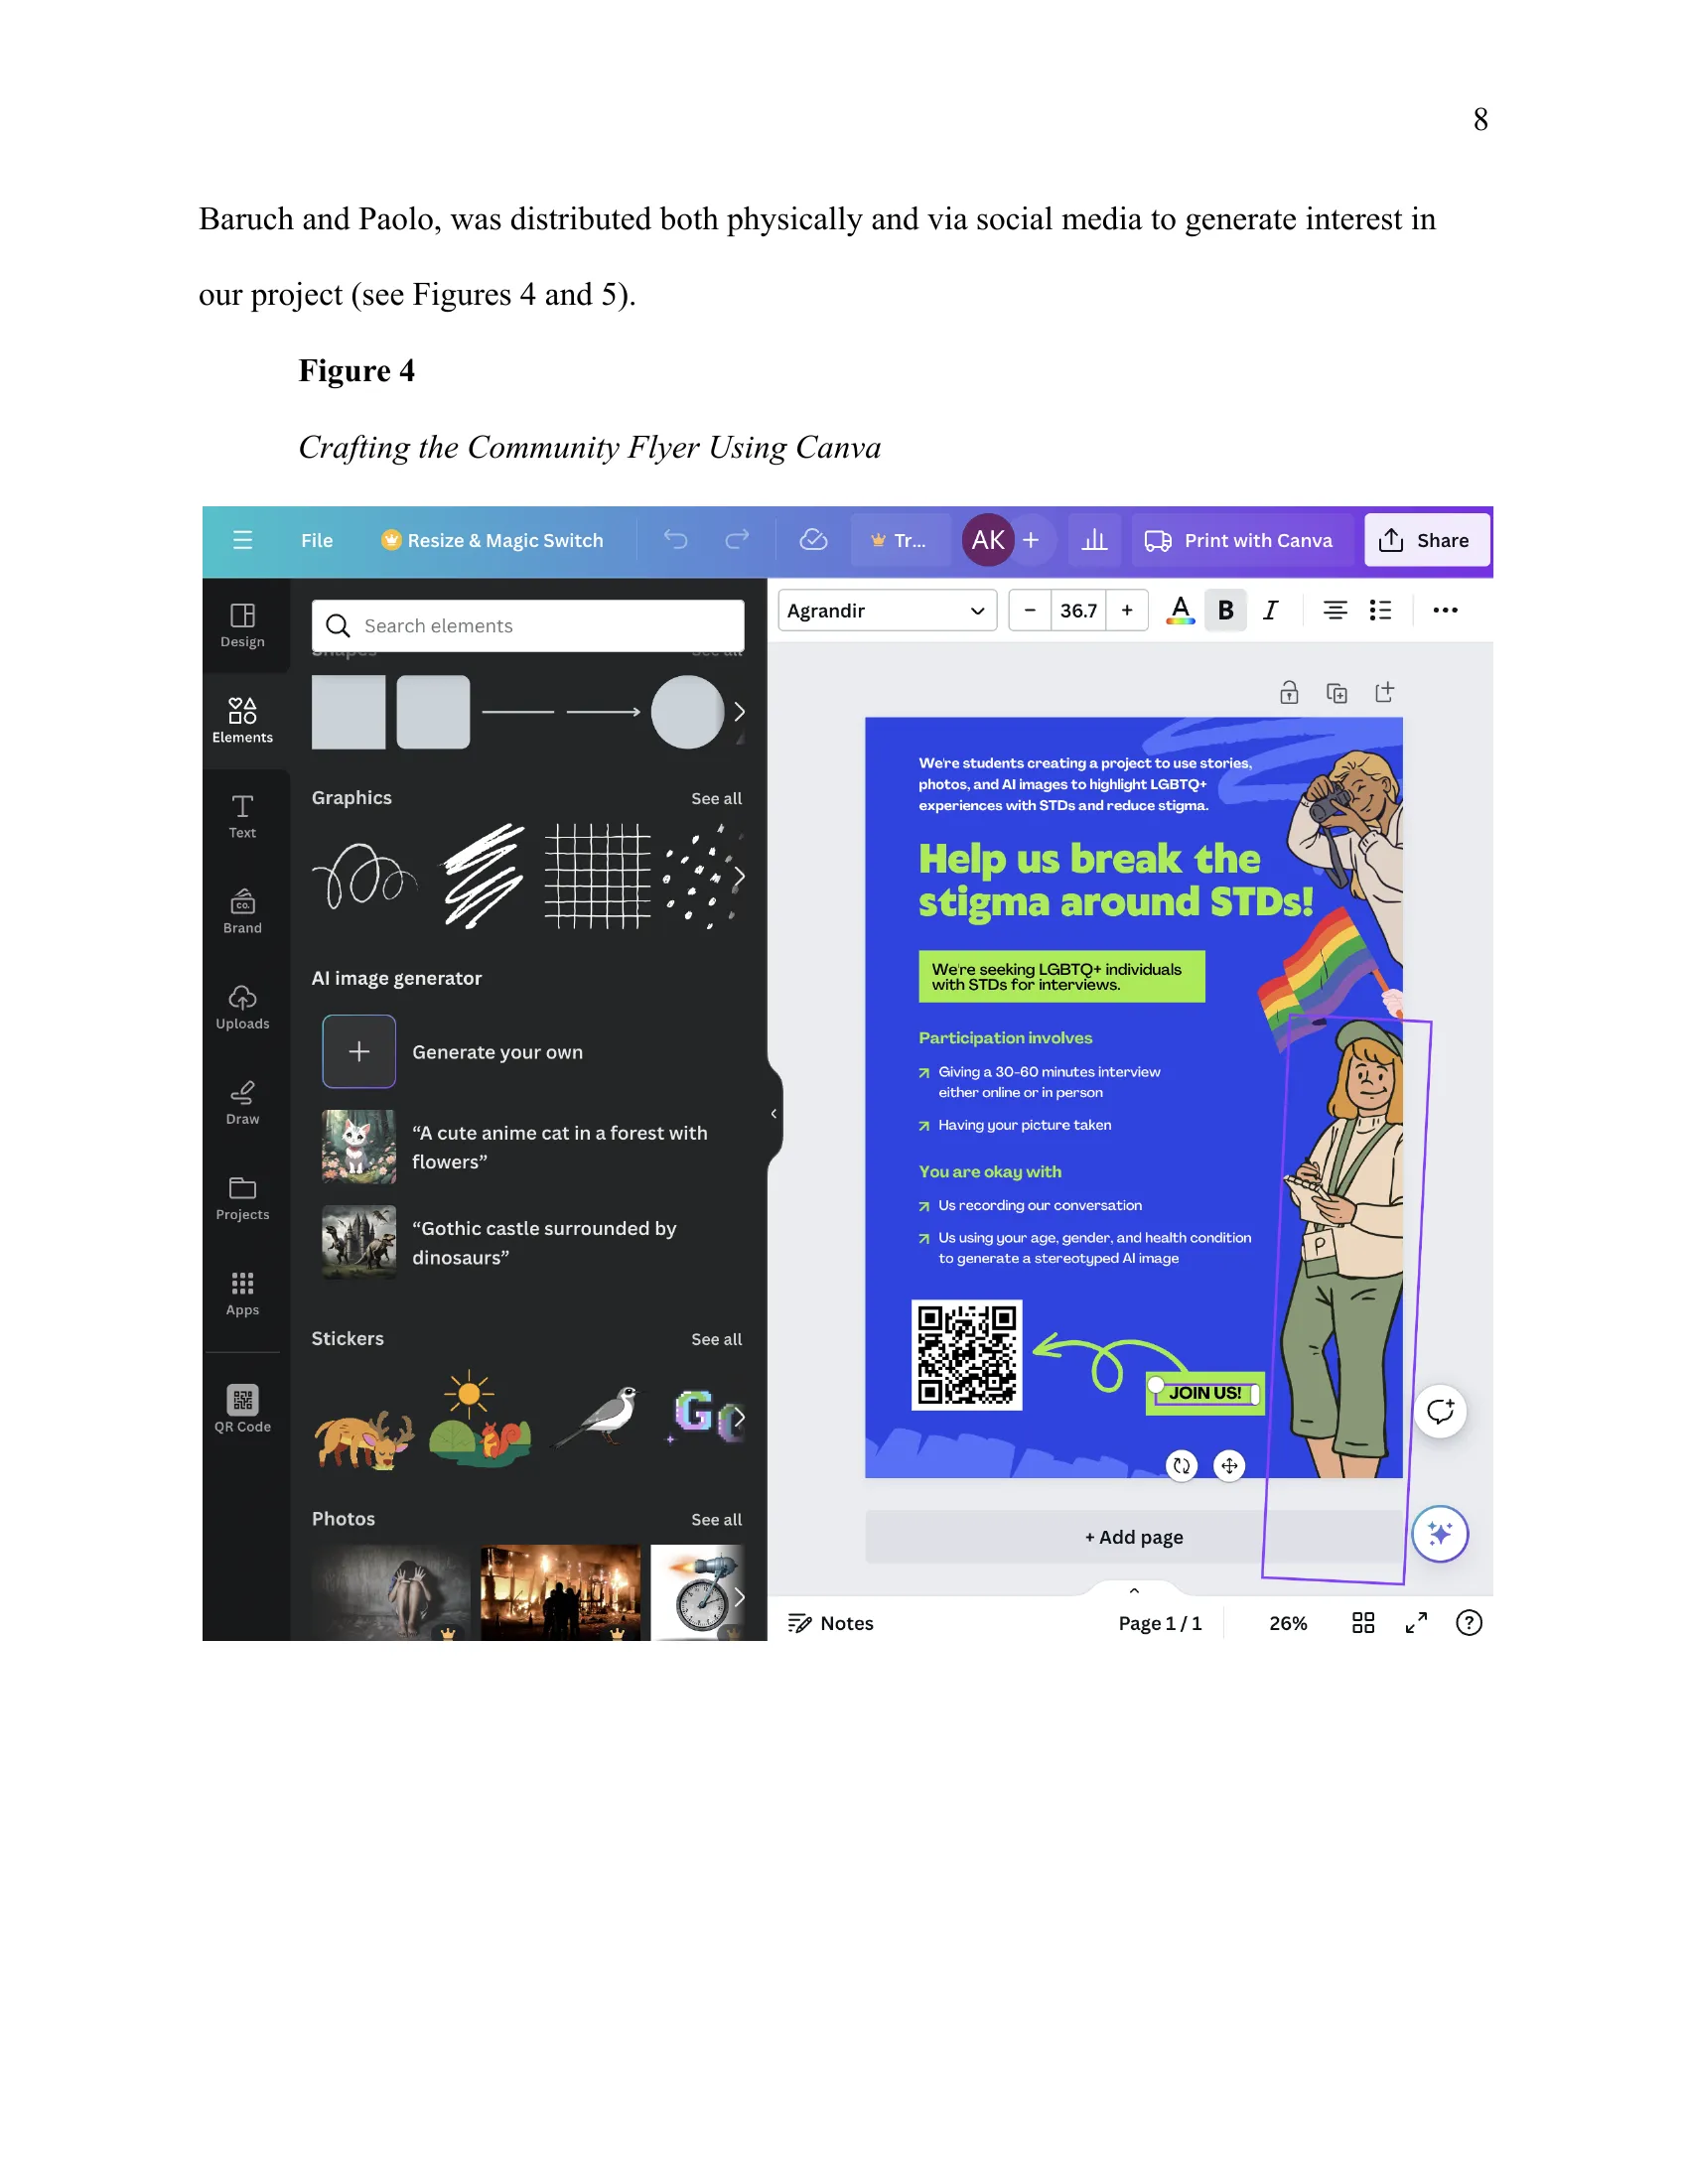 8
Baruch and Paolo, was distributed both physically and via social media to generate interest in
our project (see Figures 4 and 5).
Figure 4
Crafting the Community Flyer Using Canva
File
Resize & Magic Switch
Tr...
AK
Print with Canva
Share
Design
Elements
Text
CO.
Brand
Uploads
Draw
Projects
Apps
QR Code
Search elements
Shapes
See all
Graphics
See all
AI image generator
Generate your own
“A cute anime cat in a forest with
flowers”
“Gothic castle surrounded by
dinosaurs”
Stickers
See all
G
Photos
See all
Agrandir
− 36.7 +
A B I
We're students creating a project to use stories,
photos, and AI images to highlight LGBTQ+
experiences with STDs and reduce stigma.
Help us break the
stigma around STDs!
We're seeking LGBTQ+ individuals
with STDs for interviews.
Participation involves
Giving a 30-60 minutes interview
either online or in person
Having your picture taken
You are okay with
Us recording our conversation
Us using your age, gender, and health condition
to generate a stereotyped AI image
P
JOIN US!
+ Add page
Notes
Page 1 / 1
26%